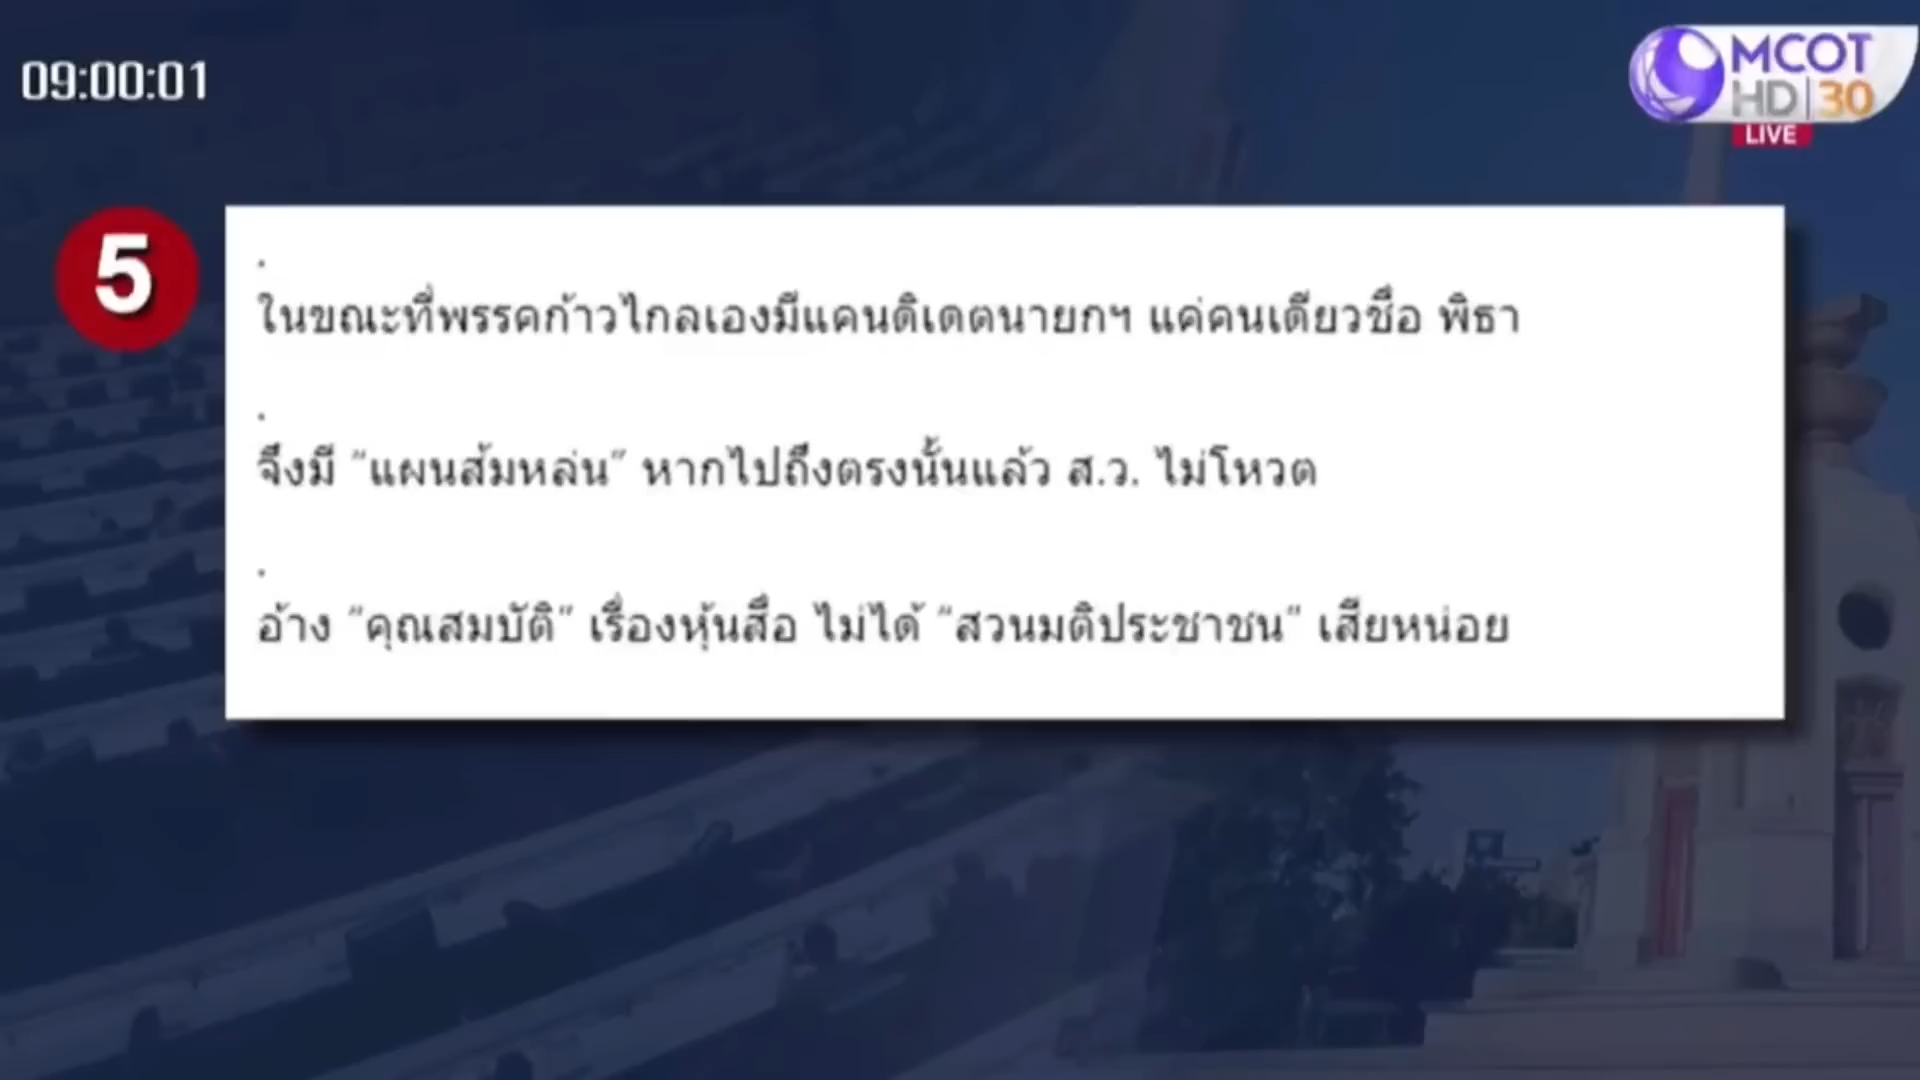 09:00:01
MCOT
HD 30
LIVE
5
.
ในขณะที่พรรคก้าวไกลเองมีแคนดิเดตนายกฯ แค่คนเดียวชื่อ พิธา
.
จึงมี “แผนส้มหล่น” หากไปถึงตรงนั้นแล้ว ส.ว. ไม่โหวต
.
อ้าง “คุณสมบัติ” เรื่องหุ้นสื่อ ไม่ได้ “สวนมติประชาชน” เสียหน่อย